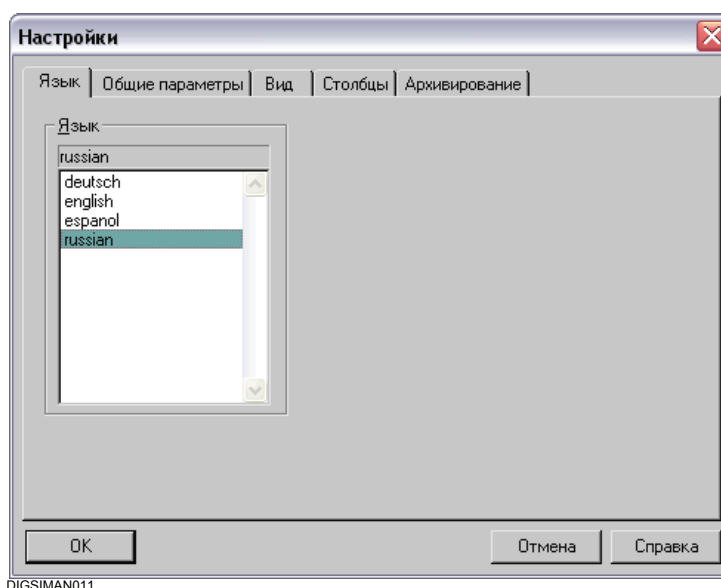 Настройки
Язык Общие параметры Вид Столбцы Архивирование
Язык
russian
deutsch
english
espanol
russian
OK Отмена Справка
DIGSIMAN011